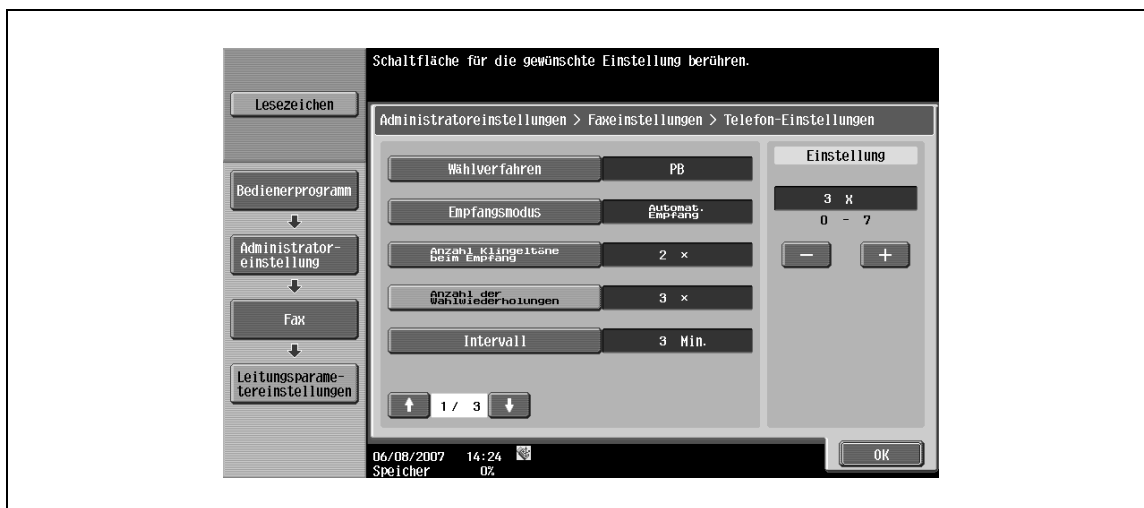 Schaltfläche für die gewünschte Einstellung berühren.
Lesezeichen
Administratoreinstellungen > Faxeinstellungen > Telefon-Einstellungen
Bedienerprogramm
Administrator-
einstellung
Fax
Leitungsparame-
tereinstellungen
Wählverfahren PB
Empfangsmodus Automat.
Empfang
Anzahl Klingeltöne
beim Empfang 2 ×
Anzahl der
Wahlwiederholungen 3 ×
Intervall 3 Min.
1/ 3
Einstellung
3 X
0 - 7
- +
06/08/2007 14:24
Speicher 0%
OK